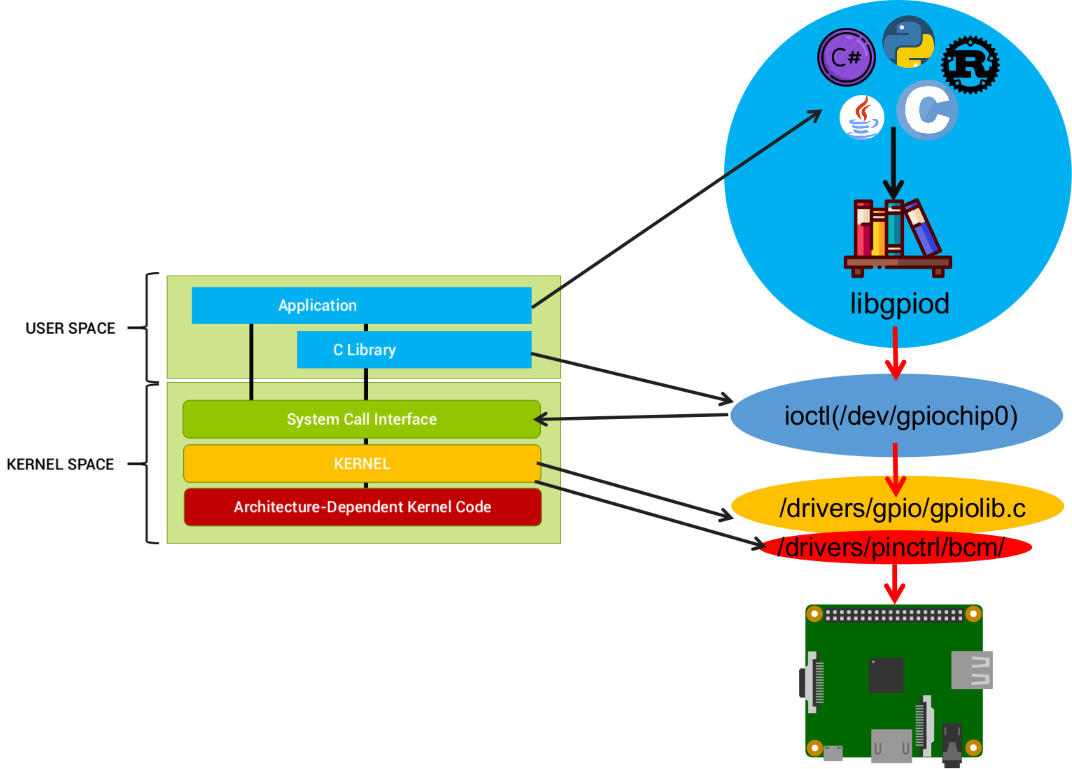 C#
R
C
libgpiod
USER SPACE
Application
C Library
ioctl(/dev/gpiochip0)
System Call Interface
KERNEL SPACE
KERNEL
Architecture-Dependent Kernel Code
/drivers/gpio/gpiolib.c
/drivers/pinctrl/bcm/